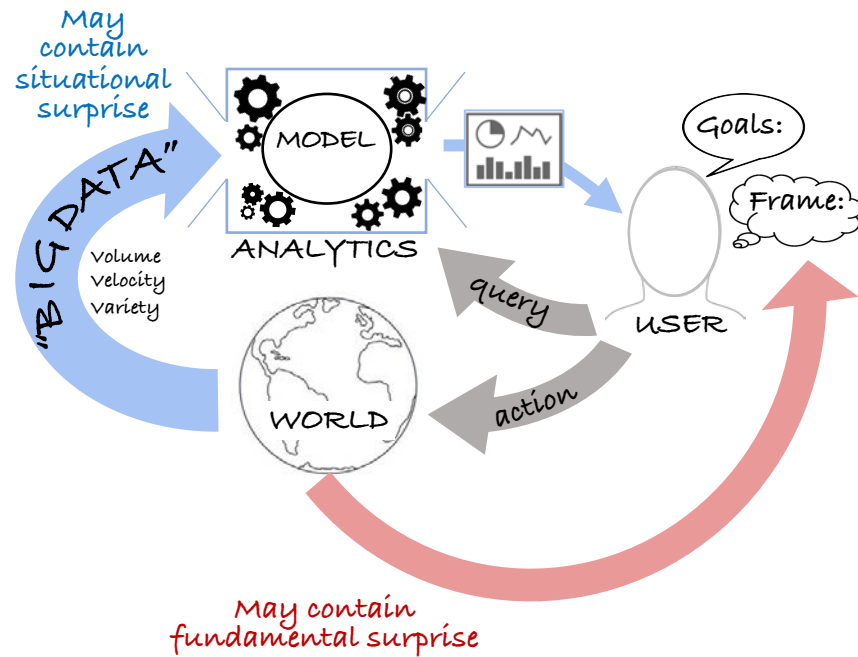 May
contain
situational
surprise
"BIG DATA"
Volume
Velocity
Variety
MODEL
ANALYTICS
Goals:
Frame:
USER
query
action
WORLD
May contain
fundamental surprise